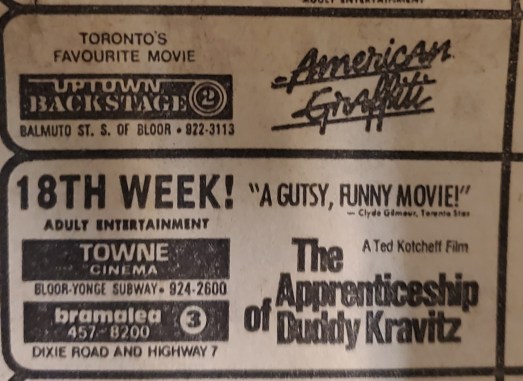 ADULT ENTERTAINMENT
TORONTO'S
FAVOURITE MOVIE
UPTOWN
BACKSTAGE 2
BALMUTO ST. S. OF BLOOR • 922-3113
American
Graffiti
18TH WEEK!
ADULT ENTERTAINMENT
TOWNE
CINEMA
BLOOR-YONGE SUBWAY • 924-2600
bramalea 3
457-8200
DIXIE ROAD AND HIGHWAY 7
"A GUTSY, FUNNY MOVIE!"
— Clyde Gilmour, Toronto Star
A Ted Kotcheff Film
The
Apprenticeship
of Duddy Kravitz